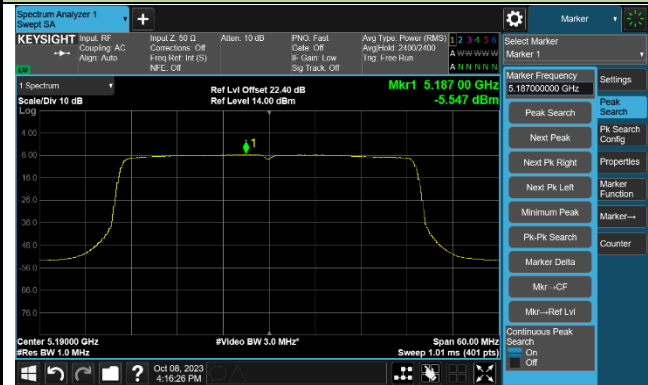 Spectrum Analyzer 1
Swept SA
Marker
KEYSIGHT
Input: RF
Coupling: AC
Align: Auto
Input Z: 50 Ω
Corrections: Off
Freq Ref: Int (S)
NFE: Off
Atten: 10 dB
PNO: Fast
Gate: Off
IF Gain: Low
Sig Track: Off
Avg Type: Power (RMS)
Avg|Hold: 2400/2400
Trig: Free Run
1 2 3 4 5 6
A W W W W W
A N N N N N
Select Marker
Marker 1
1 Spectrum
Scale/Div 10 dB
Log
Ref Lvl Offset 22.40 dB
Ref Level 14.00 dBm
Mkr1 5.187 00 GHz
-5.547 dBm
4.00
-6.00
-16.0
-26.0
-36.0
-46.0
-56.0
-66.0
-76.0
1
Center 5.19000 GHz
#Res BW 1.0 MHz
#Video BW 3.0 MHz*
Span 60.00 MHz
Sweep 1.01 ms (401 pts)
Marker Frequency
5.187000000 GHz
Peak Search
Next Peak
Next Pk Right
Next Pk Left
Minimum Peak
Pk-Pk Search
Marker Delta
Mkr→CF
Mkr→Ref Lvl
Continuous Peak
Search
On
Off
Settings
Peak
Search
Pk Search
Config
Properties
Marker
Function
Marker→
Counter
Oct 08, 2023
4:16:26 PM